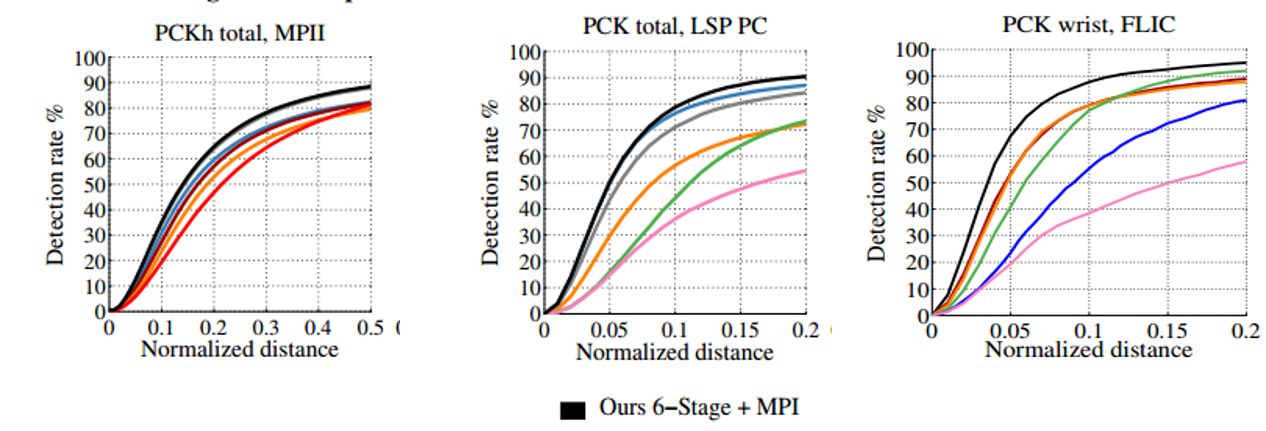 PCKh total, MPII
Detection rate %
100
90
80
70
60
50
40
30
20
10
0
0 0.1 0.2 0.3 0.4 0.5
Normalized distance
PCK total, LSP PC
Detection rate %
100
90
80
70
60
50
40
30
20
10
0
0 0.05 0.1 0.15 0.2
Normalized distance
PCK wrist, FLIC
Detection rate %
100
90
80
70
60
50
40
30
20
10
0
0 0.05 0.1 0.15 0.2
Normalized distance
Ours 6−Stage + MPI